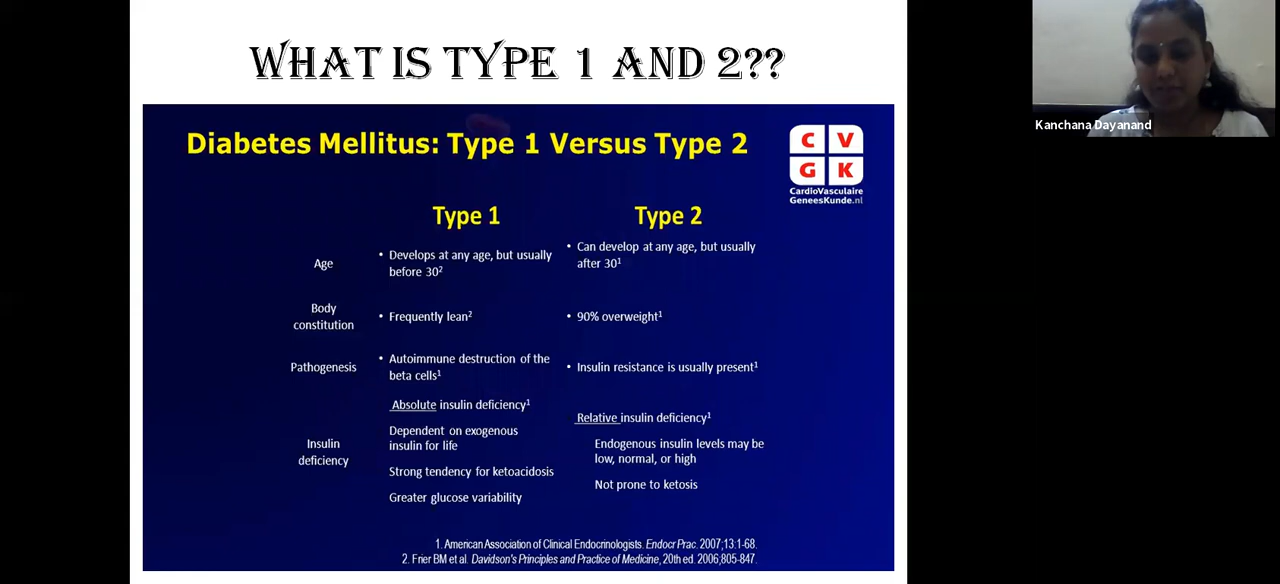 WHAT IS TYPE 1 AND 2??
Kanchana Dayanand
Diabetes Mellitus: Type 1 Versus Type 2
C V
G K
CardioVasculaire
GeneesKunde.nl
Type 1
Type 2
Age
• Develops at any age, but usually
before 30²
• Can develop at any age, but usually
after 30¹
Body
constitution
• Frequently lean²
• 90% overweight¹
Pathogenesis
• Autoimmune destruction of the
beta cells¹
• Insulin resistance is usually present¹
Insulin
deficiency
Absolute insulin deficiency¹
Dependent on exogenous
insulin for life
Strong tendency for ketoacidosis
Greater glucose variability
Relative insulin deficiency¹
Endogenous insulin levels may be
low, normal, or high
Not prone to ketosis
1. American Association of Clinical Endocrinologists. Endocr Prac. 2007;13:1-68.
2. Frier BM et al. Davidson's Principles and Practice of Medicine, 20th ed. 2006;805-847.